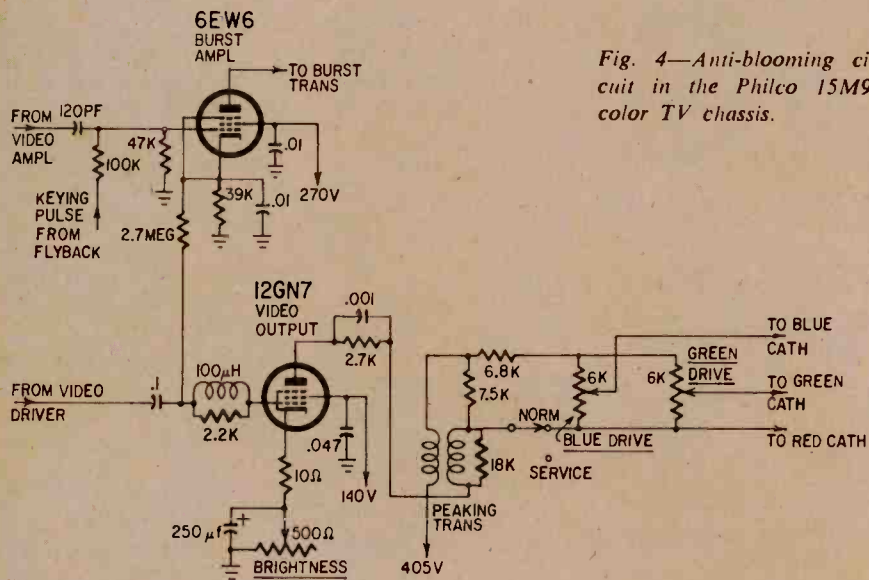 6EW6
BURST
AMPL
TO BURST
TRANS
Fig. 4—Anti-blooming cir-
cuit in the Philco 15M9
color TV chassis.
FROM
VIDEO
AMPL
120PF
47K
100K
.01
270V
39K
.01
KEYING
PULSE
FROM
FLYBACK
2.7MEG
12GN7
VIDEO
OUTPUT
.001
2.7K
100μH
FROM VIDEO
DRIVER
.1
2.2K
.047
140V
10Ω
250μf
+
500Ω
BRIGHTNESS
6.8K
7.5K
6K
6K
TO BLUE
CATH
GREEN
DRIVE
TO GREEN
CATH
NORM
BLUE DRIVE
TO RED CATH
18K
SERVICE
PEAKING
TRANS
405V